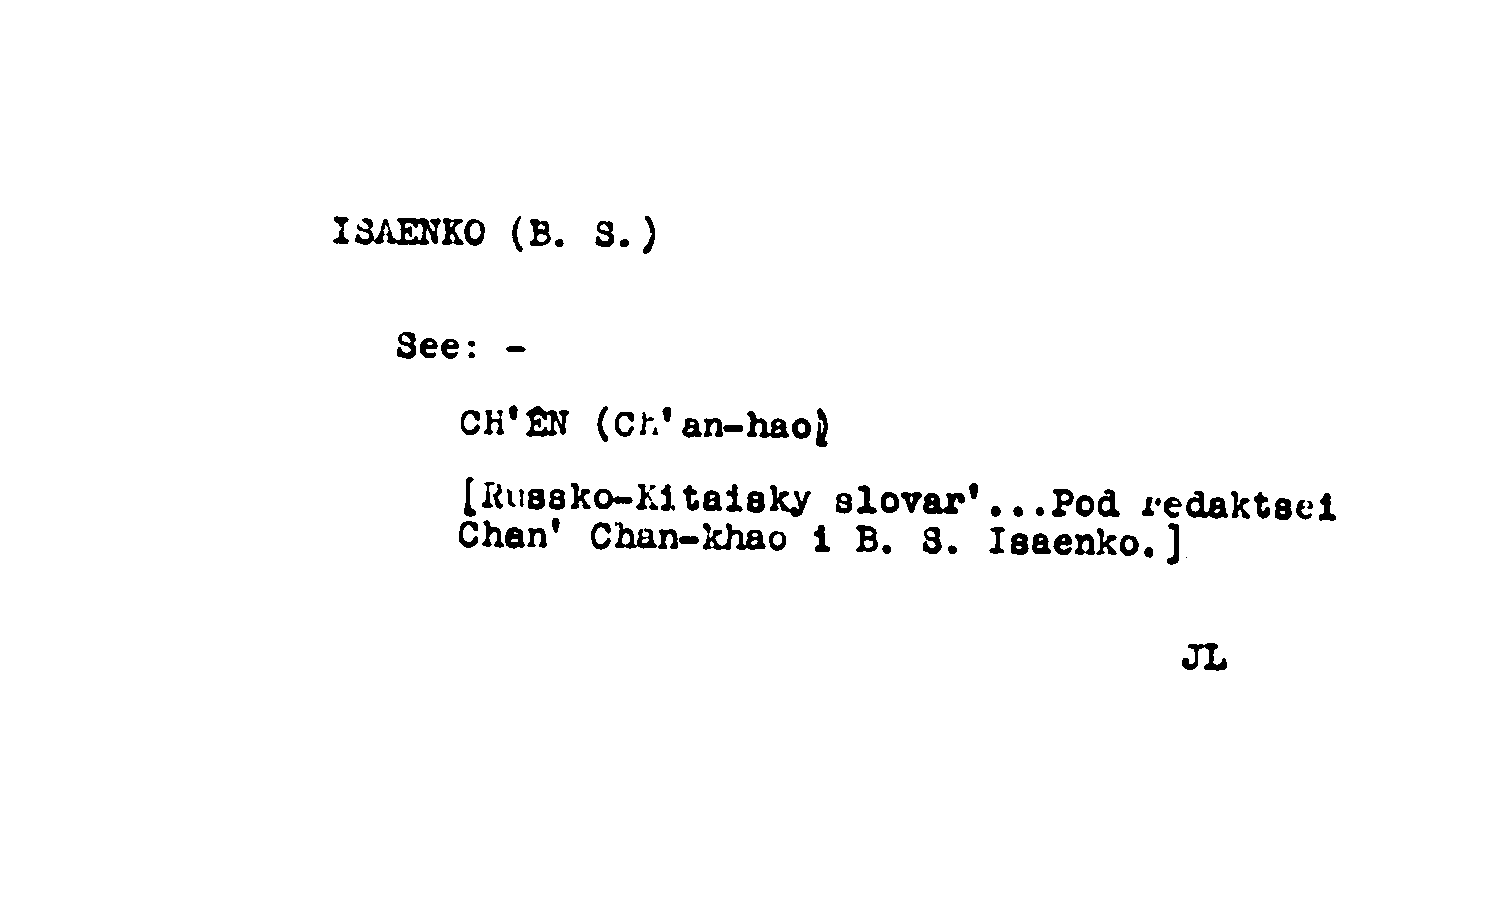 ISAENKO (B. S.)
See: -
CH'ÊN (Ch'an-hao)
[Russko-Kitaisky slovar'...Pod redaktsei
Chan' Chan-khao i B. S. Isaenko.]
JL